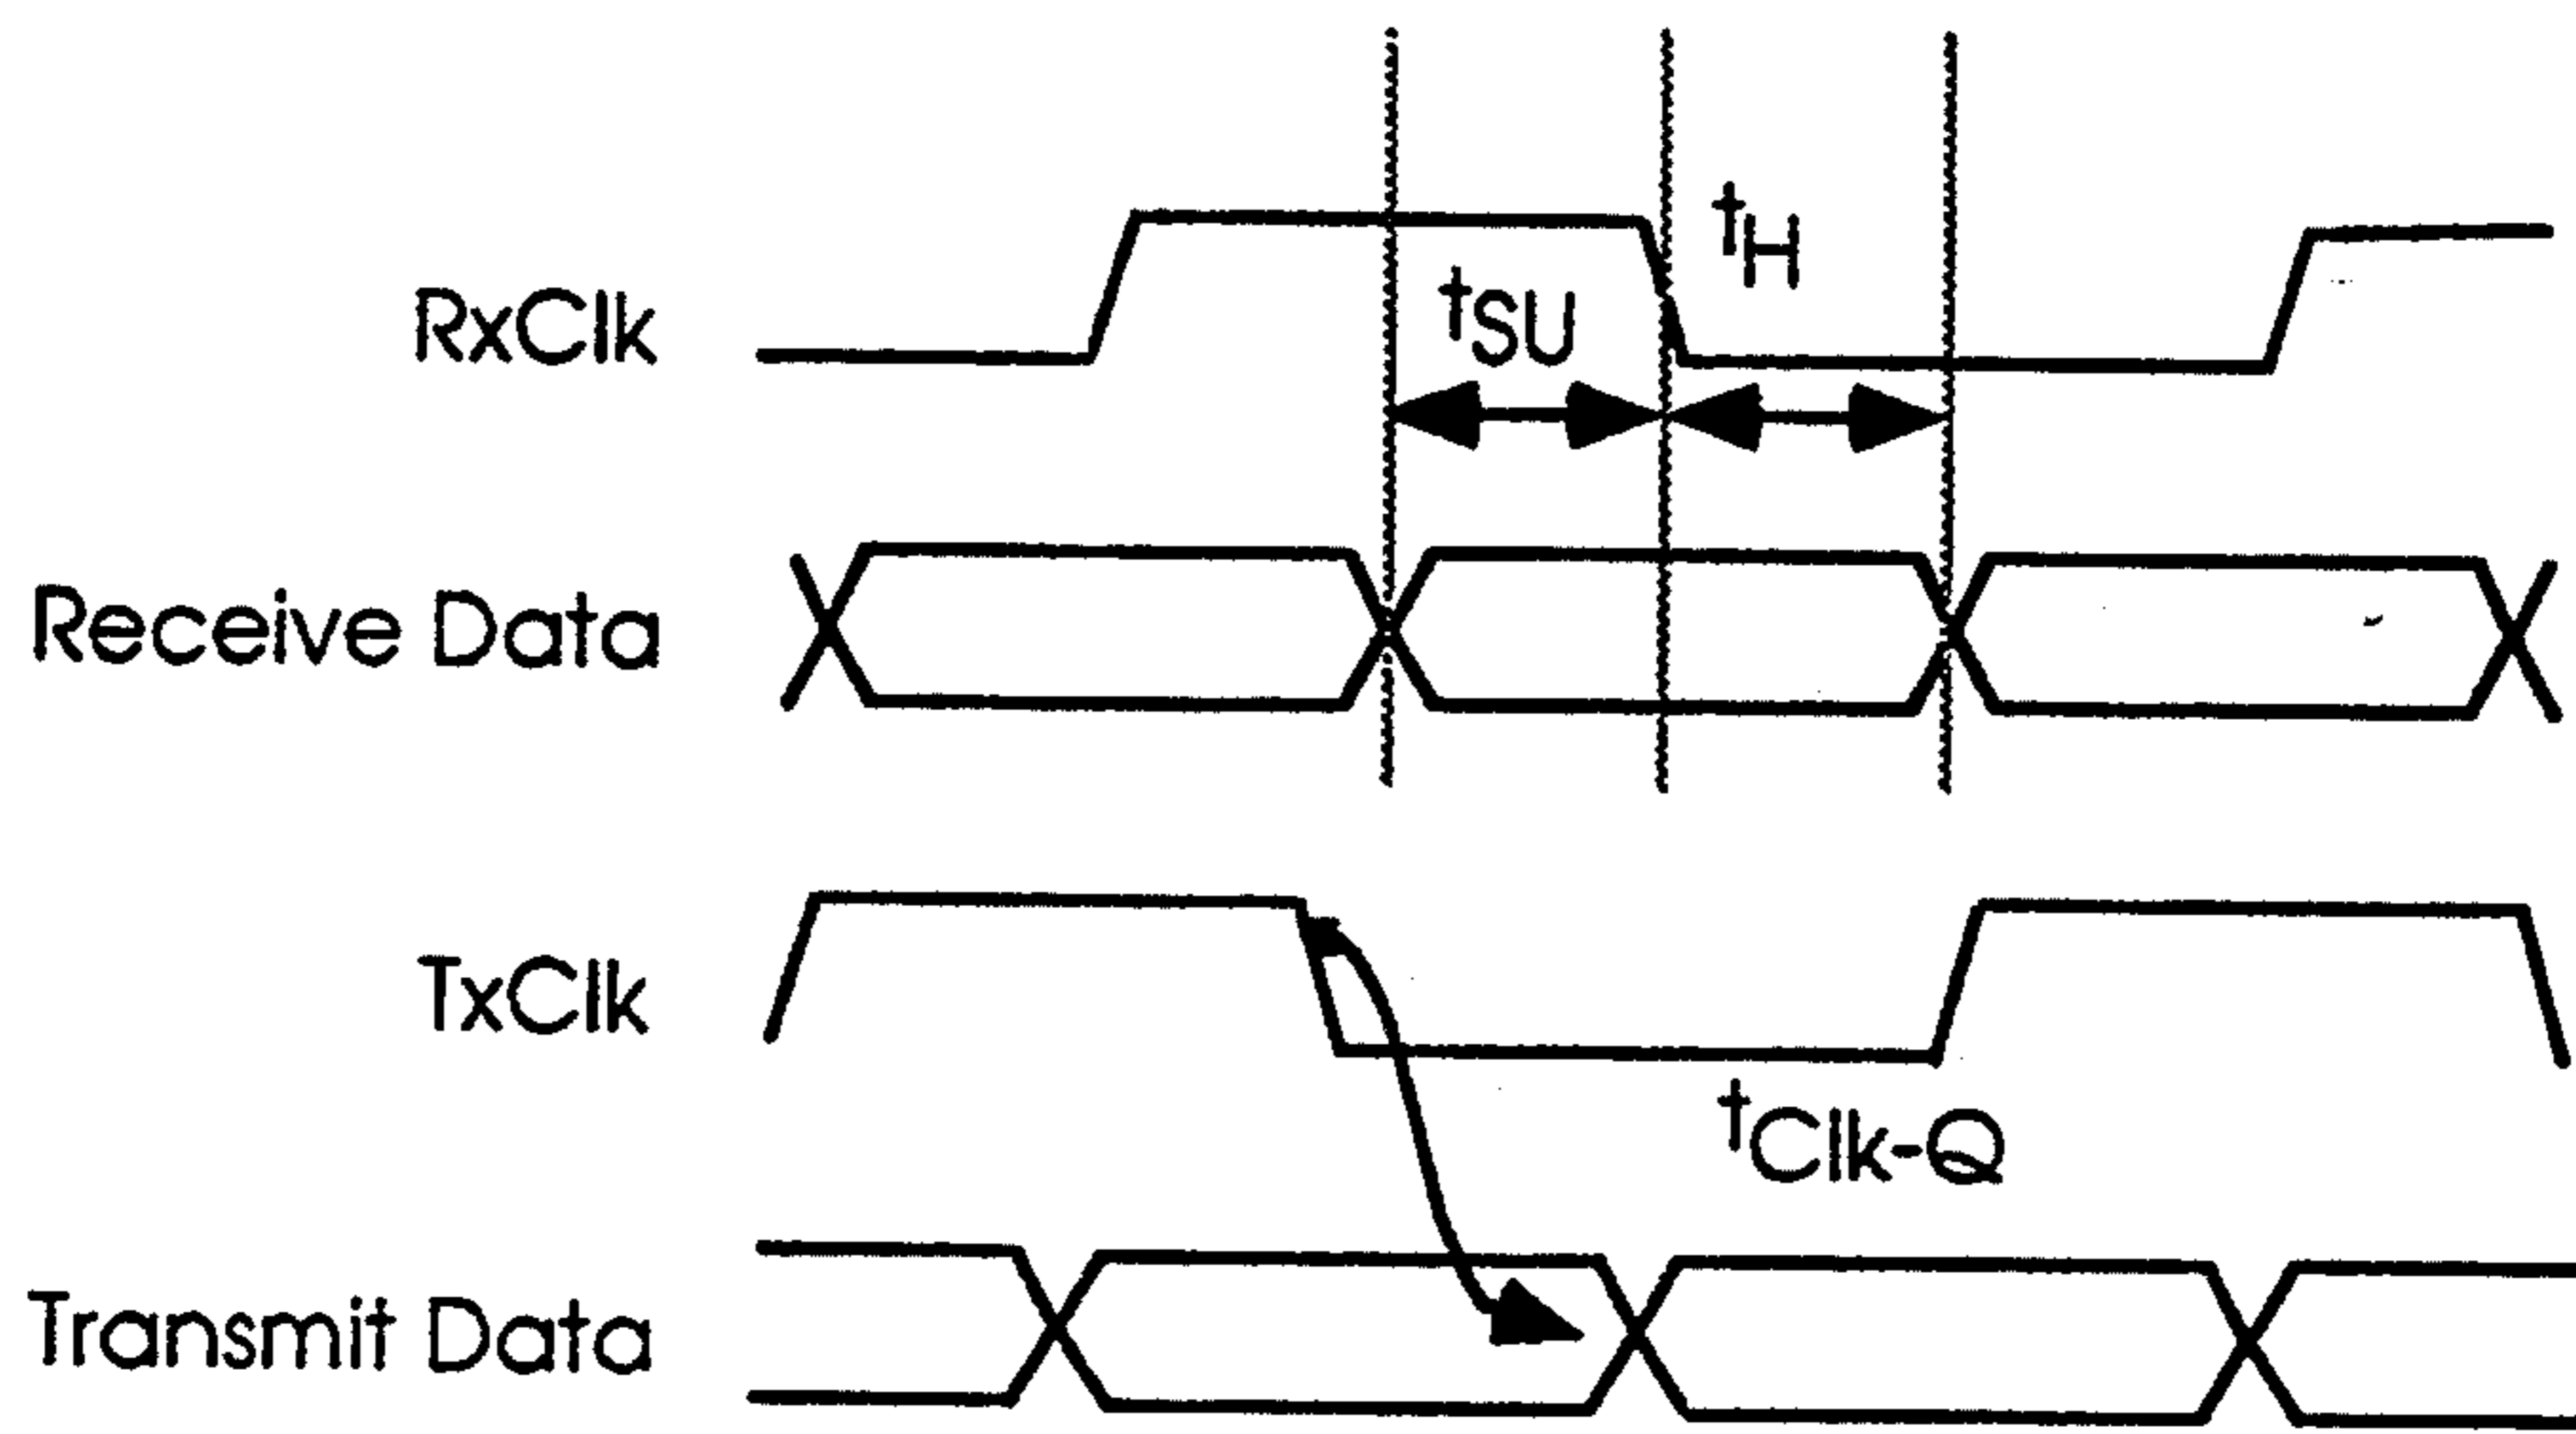 tH
RxClk
tSU
Receive Data
TxClk
tClk-Q
Transmit Data